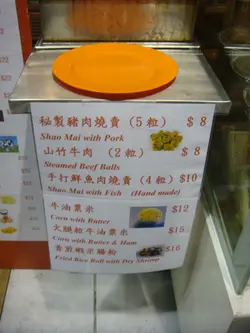 秘製豬肉燒賣 (5粒) $ 8
Shao Mai with Pork
山竹牛肉 (2粒) $ 8
Steamed Beef Balls
手打鮮魚肉燒賣 (4粒) $10
Shao Mai with Fish (Hand made)
牛油粟米 $12
Corn with Butter
火腿粒牛油粟米 $15
Corn with Butter & Ham
香煎蝦米腸粉 $16
Fried Rice Roll with Dry Shrimp